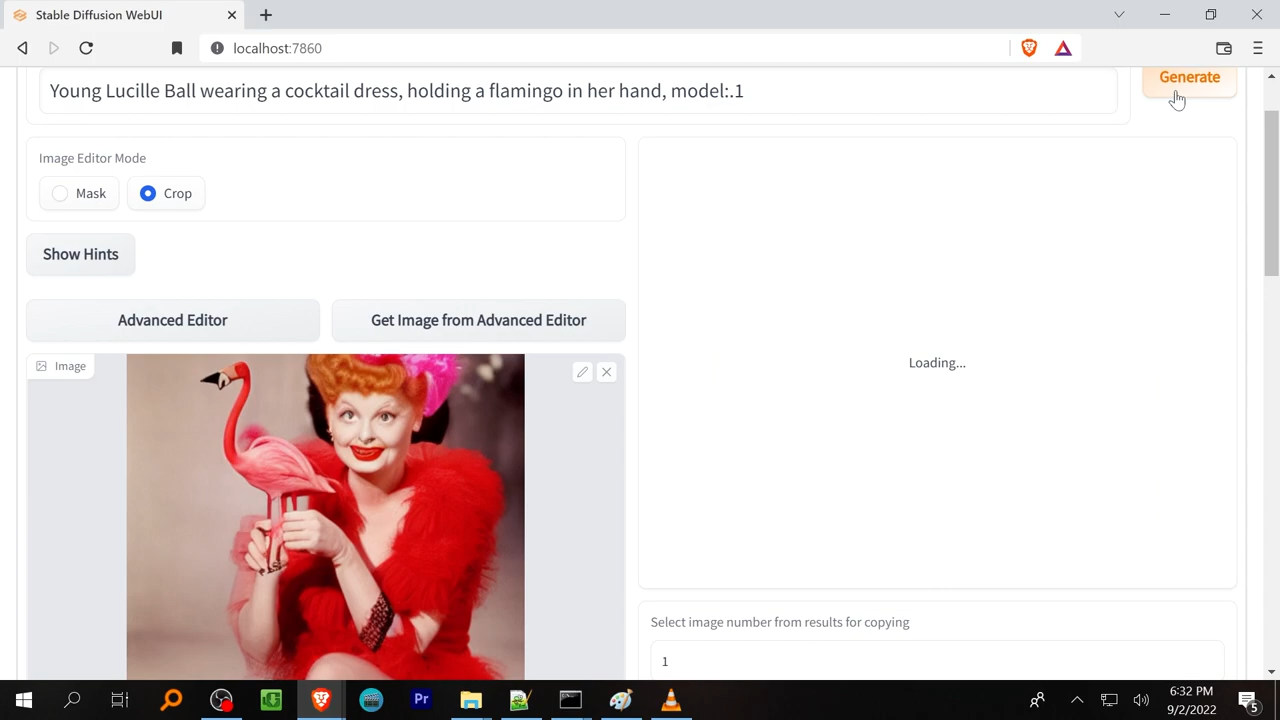 Stable Diffusion WebUI
localhost:7860
Young Lucille Ball wearing a cocktail dress, holding a flamingo in her hand, model:.1
Generate
Image Editor Mode
Mask
Crop
Show Hints
Advanced Editor
Get Image from Advanced Editor
Image
Loading...
Select image number from results for copying
1
Pr
6:32 PM
9/2/2022
5